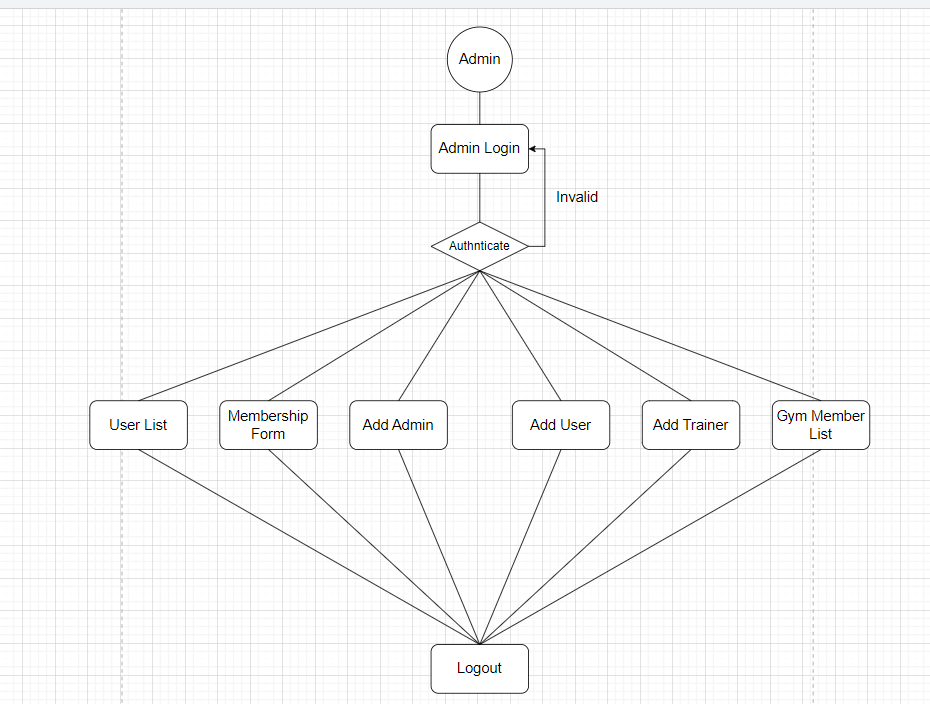 Admin
Admin Login
Invalid
Authnticate
User List
Membership
Form
Add Admin
Add User
Add Trainer
Gym Member
List
Logout